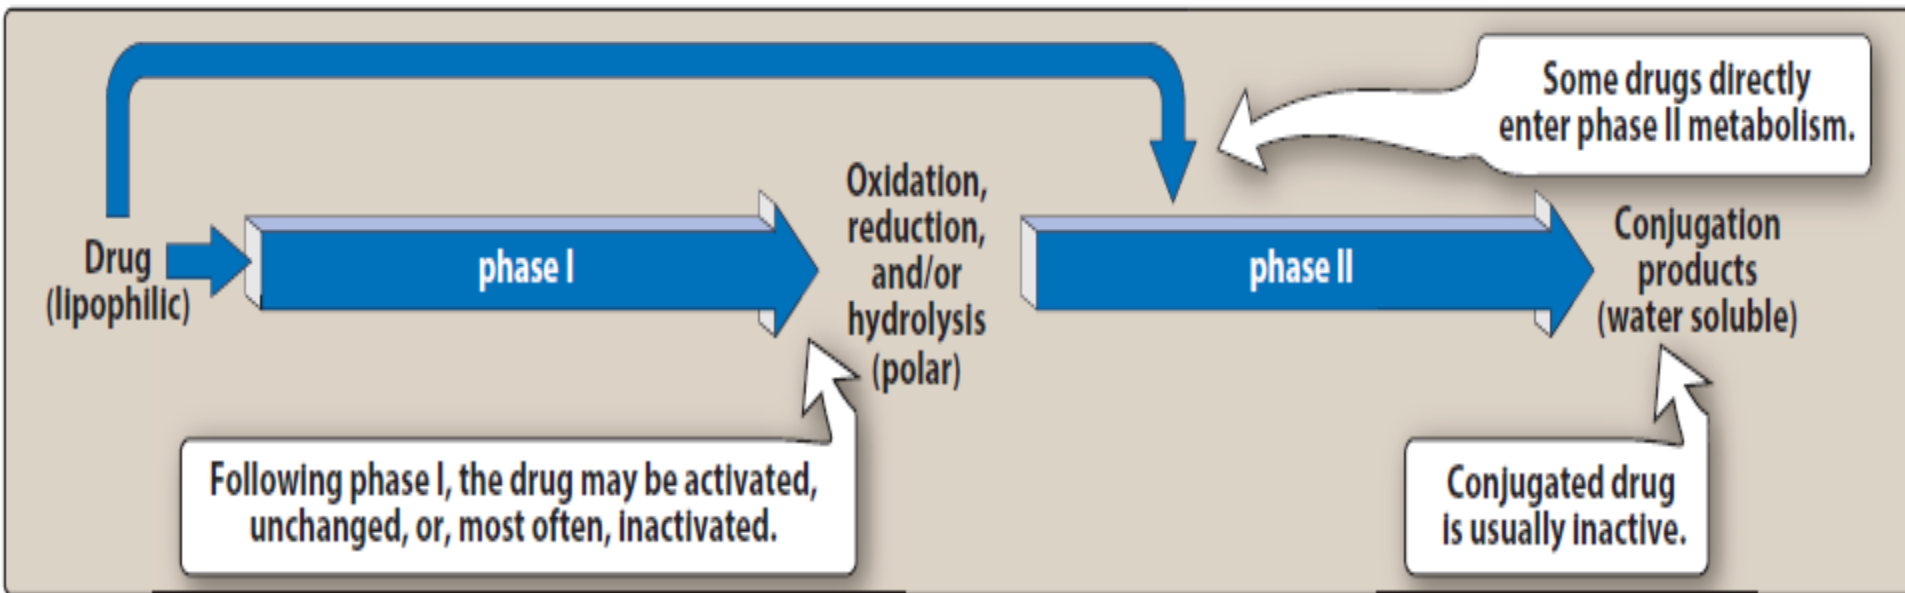 Some drugs directly
enter phase II metabolism.
Drug
(lipophilic)
phase I
Oxidation,
reduction,
and/or
hydrolysis
(polar)
phase II
Conjugation
products
(water soluble)
Following phase I, the drug may be activated,
unchanged, or, most often, inactivated.
Conjugated drug
is usually inactive.